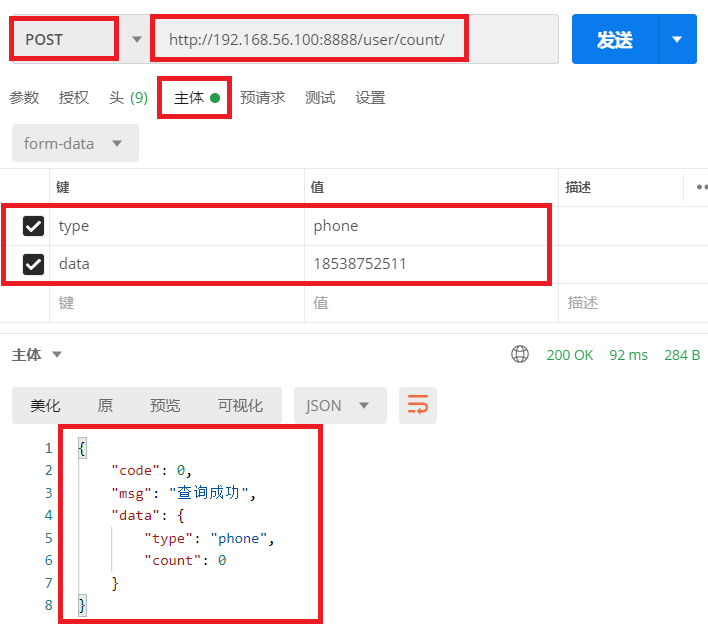 POST http://192.168.56.100:8888/user/count/ 发送
参数 授权 头 (9) 主体 预请求 测试 设置
form-data
键 值 描述
type phone
data 18538752511
键 值 描述
主体 200 OK 92 ms 284 B
美化 原 预览 可视化 JSON
1 {
2 "code": 0,
3 "msg": "查询成功",
4 "data": {
5 "type": "phone",
6 "count": 0
7 }
8 }